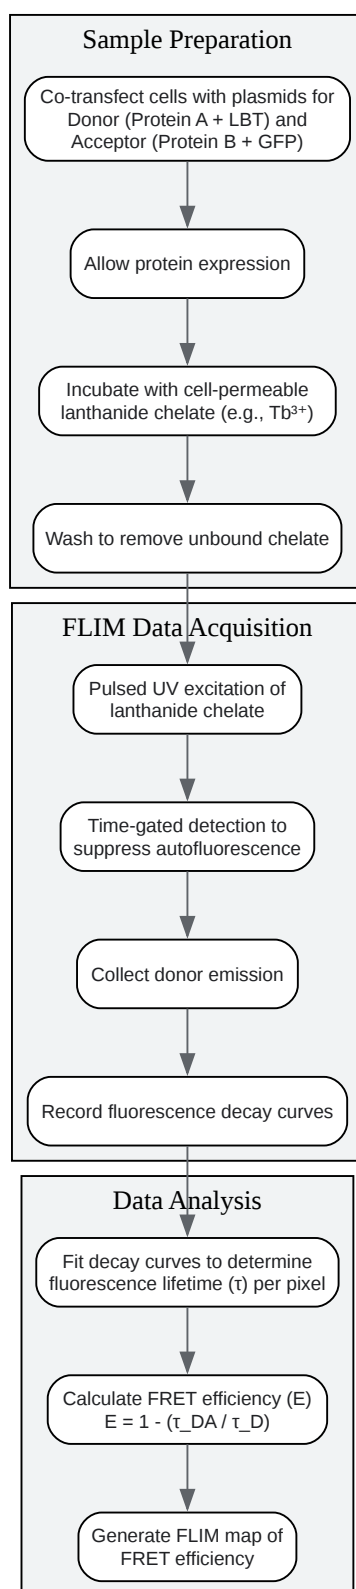 Sample Preparation
Co-transfect cells with plasmids for
Donor (Protein A + LBT) and
Acceptor (Protein B + GFP)
Allow protein expression
Incubate with cell-permeable
lanthanide chelate (e.g., Tb³⁺)
Wash to remove unbound chelate
FLIM Data Acquisition
Pulsed UV excitation of
lanthanide chelate
Time-gated detection to
suppress autofluorescence
Collect donor emission
Record fluorescence decay curves
Data Analysis
Fit decay curves to determine
fluorescence lifetime (τ) per pixel
Calculate FRET efficiency (E)
E = 1 - (τ_DA / τ_D)
Generate FLIM map of
FRET efficiency